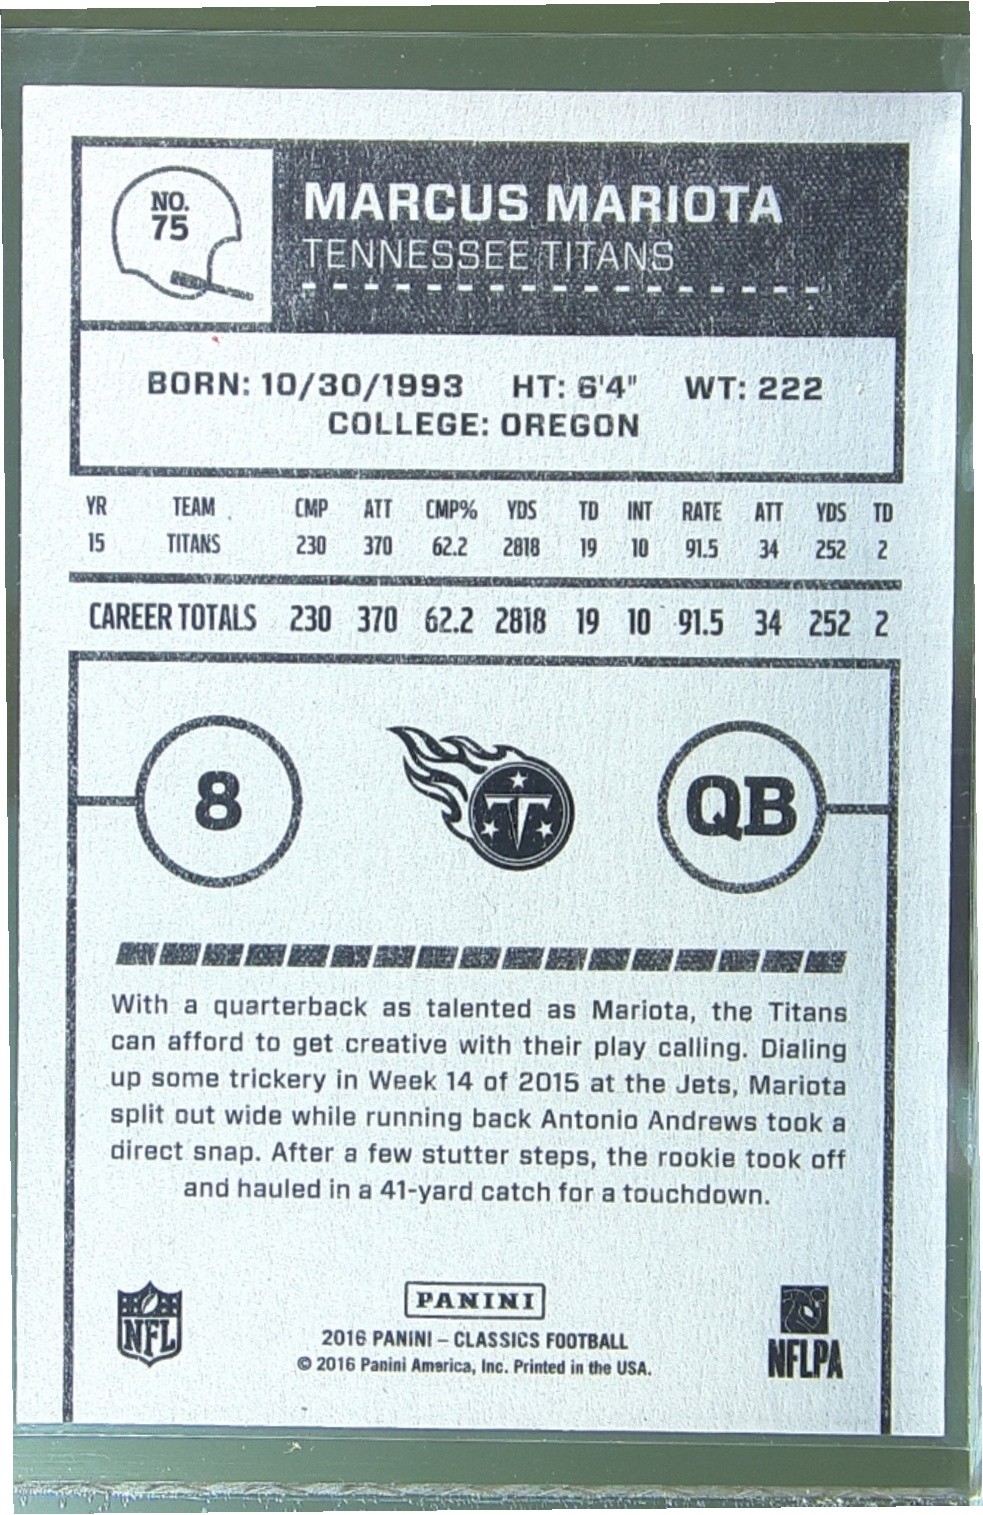 NO.
75
MARCUS MARIOTA
TENNESSEE TITANS
BORN: 10/30/1993 HT: 6'4" WT: 222
COLLEGE: OREGON
YR TEAM CMP ATT CMP% YDS TD INT RATE ATT YDS TD
15 TITANS 230 370 62.2 2818 19 10 91.5 34 252 2
CAREER TOTALS 230 370 62.2 2818 19 10 91.5 34 252 2
8
T
QB
With a quarterback as talented as Mariota, the Titans
can afford to get creative with their play calling. Dialing
up some trickery in Week 14 of 2015 at the Jets, Mariota
split out wide while running back Antonio Andrews took a
direct snap. After a few stutter steps, the rookie took off
and hauled in a 41-yard catch for a touchdown.
NFL
PANINI
2016 PANINI – CLASSICS FOOTBALL
© 2016 Panini America, Inc. Printed in the USA.
NFLPA